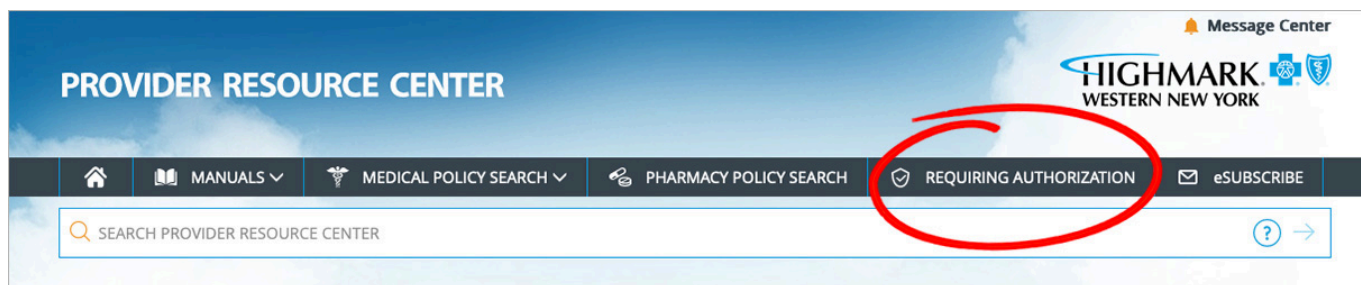 Message Center
PROVIDER RESOURCE CENTER
HIGHMARK.
WESTERN NEW YORK
MANUALS
MEDICAL POLICY SEARCH
PHARMACY POLICY SEARCH
REQUIRING AUTHORIZATION
eSUBSCRIBE
SEARCH PROVIDER RESOURCE CENTER
?